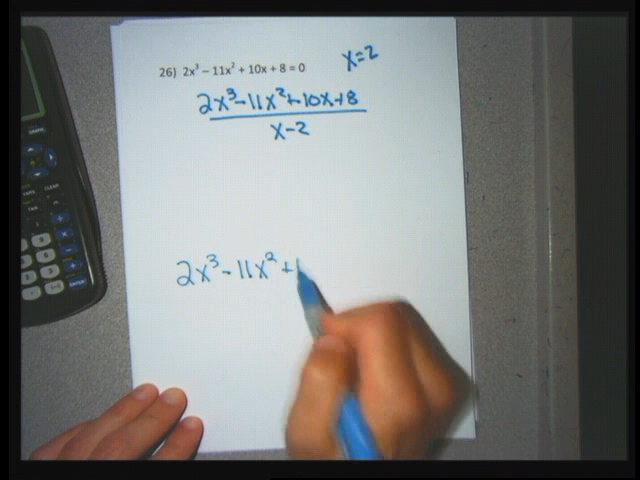 26) 2x³ – 11x² + 10x + 8 = 0
x=2
2x³-11x²+10x+8
x-2
2x³-11x²+